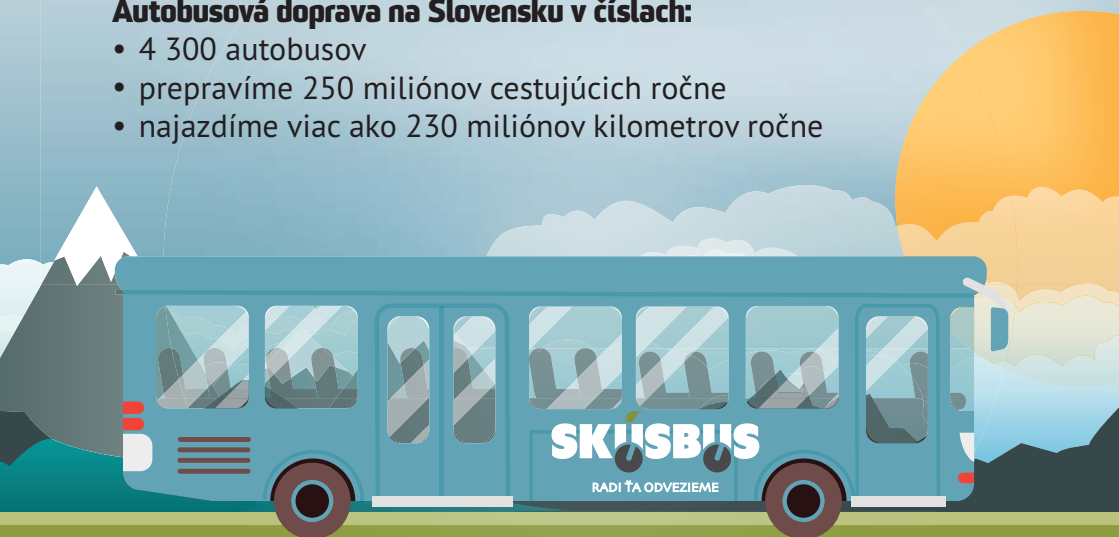 Autobusová doprava na Slovensku v číslach:
• 4 300 autobusov
• prepravíme 250 miliónov cestujúcich ročne
• najazdíme viac ako 230 miliónov kilometrov ročne
SKÚSBUS
RADI ŤA ODVEZIEME